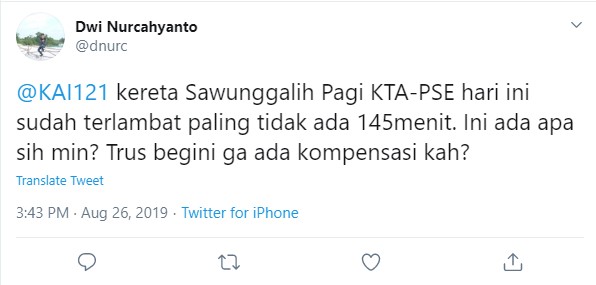 Dwi Nurcahyanto
@dnurc
@KAI121 kereta Sawunggalih Pagi KTA-PSE hari ini
sudah terlambat paling tidak ada 145menit. Ini ada apa
sih min? Trus begini ga ada kompensasi kah?
Translate Tweet
3:43 PM · Aug 26, 2019 · Twitter for iPhone